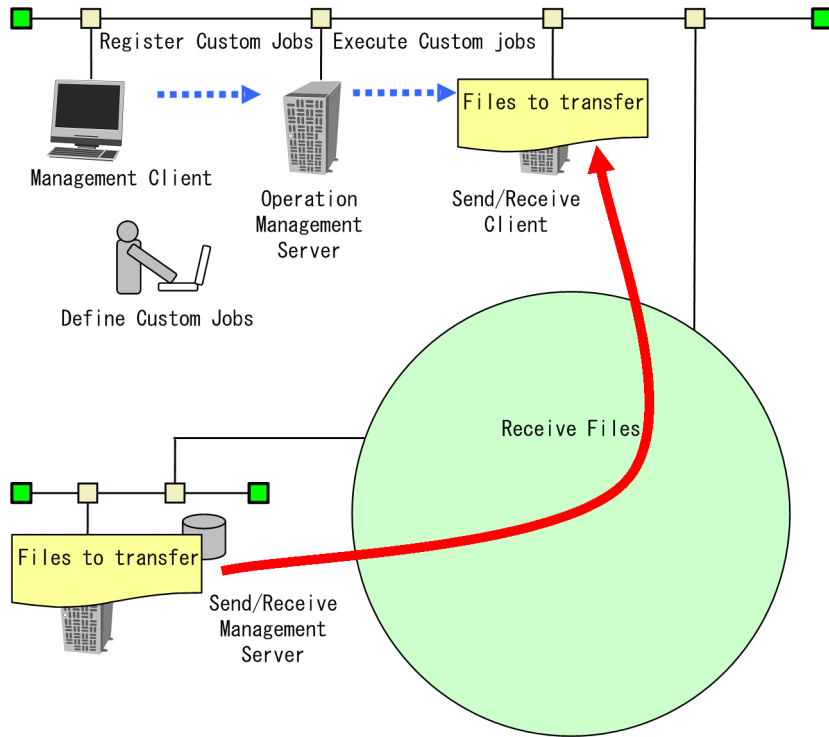 Register Custom Jobs
Execute Custom jobs
Files to transfer
Management Client
Operation
Management
Server
Send/Receive
Client
Define Custom Jobs
Receive Files
Files to transfer
Send/Receive
Management
Server